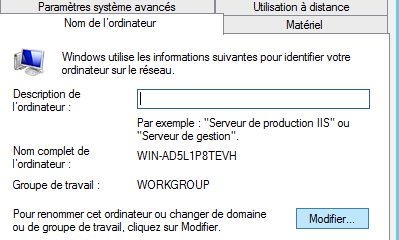 Paramètres système avancés
Utilisation à distance
Nom de l'ordinateur
Matériel
Windows utilise les informations suivantes pour identifier votre
ordinateur sur le réseau.
Description de
l'ordinateur :
Par exemple : "Serveur de production IIS" ou
"Serveur de gestion".
Nom complet de
l'ordinateur :
WIN-AD5L1P8TEVH
Groupe de travail :
WORKGROUP
Pour renommer cet ordinateur ou changer de domaine
ou de groupe de travail, cliquez sur Modifier.
Modifier...